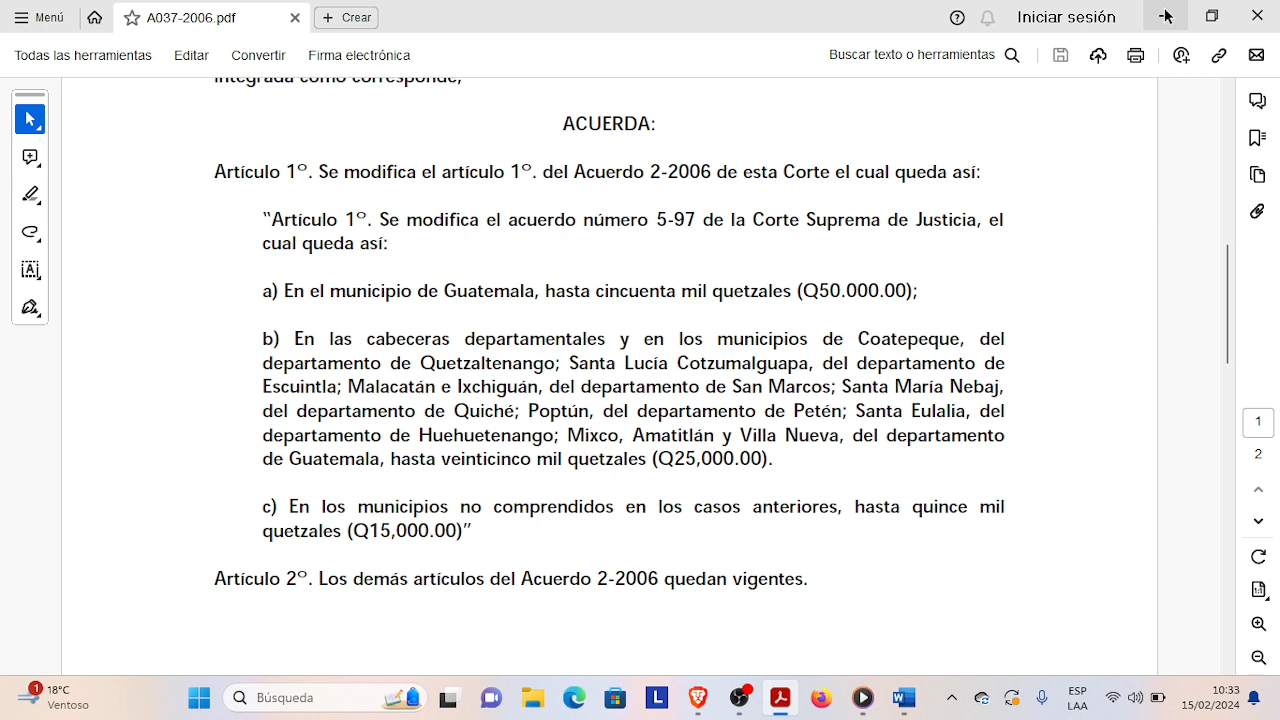 Menú
A037-2006.pdf
Crear
Iniciar sesión
Todas las herramientas
Editar
Convertir
Firma electrónica
Buscar texto o herramientas
integrada como corresponde,
ACUERDA:
Artículo 1º. Se modifica el artículo 1º. del Acuerdo 2-2006 de esta Corte el cual queda así:
“Artículo 1º. Se modifica el acuerdo número 5-97 de la Corte Suprema de Justicia, el
cual queda así:
a) En el municipio de Guatemala, hasta cincuenta mil quetzales (Q50.000.00);
b) En las cabeceras departamentales y en los municipios de Coatepeque, del
departamento de Quetzaltenango; Santa Lucía Cotzumalguapa, del departamento de
Escuintla; Malacatán e Ixchiguán, del departamento de San Marcos; Santa María Nebaj,
del departamento de Quiché; Poptún, del departamento de Petén; Santa Eulalia, del
departamento de Huehuetenango; Mixco, Amatitlán y Villa Nueva, del departamento
de Guatemala, hasta veinticinco mil quetzales (Q25,000.00).
c) En los municipios no comprendidos en los casos anteriores, hasta quince mil
quetzales (Q15,000.00)”
Artículo 2º. Los demás artículos del Acuerdo 2-2006 quedan vigentes.
1
2
1:1
1
18°C
Ventoso
Búsqueda
L
W
ESP
LAA
10:33
15/02/2024